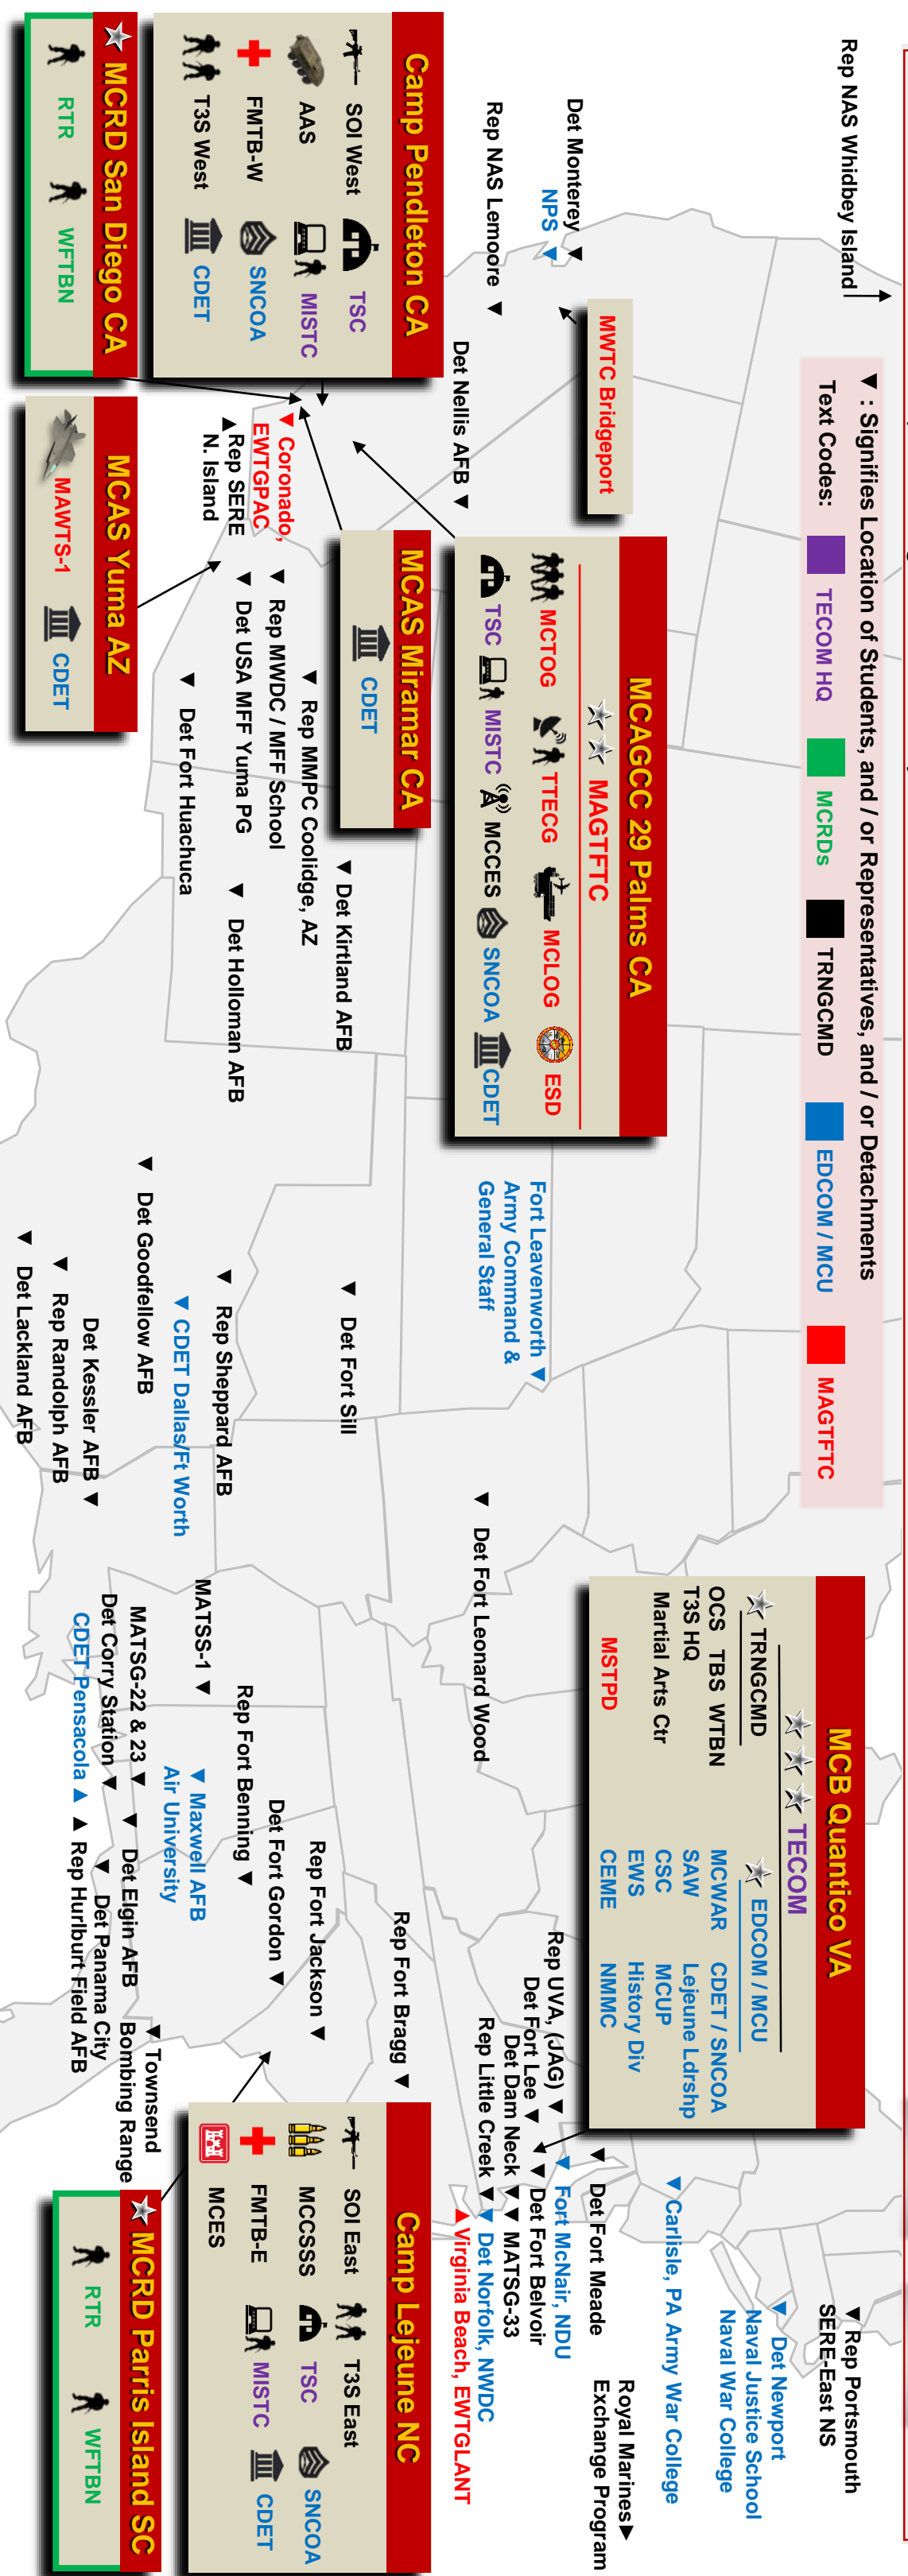 Rep NAS Whidbey Island
▼ : Signifies Location of Students, and / or Representatives, and / or Detachments
Text Codes: TECOM HQ MCRDs TRNGCMD EDCOM / MCU MAGTFTC
Det Monterey ▼
NPS ▼
Rep NAS Lemoore ▼
MWTC Bridgeport
Det Nellis AFB ▼
Camp Pendleton CA
SOI West TSC
AAS MISTC
FMTB-W SNCOA
T3S West CDET
MCRD San Diego CA
RTR WFTBN
▼ Coronado,
EWTGPAC
▲ Rep SERE
N. Island
MCAS Yuma AZ
MAWTS-1 CDET
MCAS Miramar CA
CDET
MCAGCC 29 Palms CA
MAGTFTC
MCTOG TTECG MCLOG ESD
TSC MISTC MCCES SNCOA CDET
▼ Rep MMPC Coolidge, AZ
▼ Rep MWDC / MFF School
▼ Det USA MFF Yuma PG
▼ Det Fort Huachuca
▼ Det Kirtland AFB
▼ Det Holloman AFB
Fort Leavenworth ▼
Army Command &
General Staff
▼ Det Fort Sill
▼ Rep Sheppard AFB
▼ CDET Dallas/Ft Worth
▼ Det Goodfellow AFB
Det Kessler AFB ▼
▼ Rep Randolph AFB
▼ Det Lackland AFB
▼ Det Fort Leonard Wood
MCB Quantico VA
TECOM
TRNGCMD EDCOM / MCU
OCS TBS WTBN MCWAR CDET / SNCOA
T3S HQ SAW Lejeune Ldrshp
Martial Arts Ctr CSC MCUP
EWS History Div
MSTPD CEME NMMC
MATSS-1 ▼
▼ Maxwell AFB
Air University
MATSG-22 & 23 ▼
Det Corry Station ▼
CDET Pensacola ▲
Rep Fort Benning ▼
Det Fort Gordon ▼
Rep Fort Jackson ▼
Rep Fort Bragg ▼
▼ Det Elgin AFB
▼ Det Panama City
▲ Rep Hurlburt Field AFB
▼ Townsend
Bombing Range
Rep UVA, (JAG) ▼
Det Fort Lee ▼
Det Dam Neck ▼
Rep Little Creek ▼
▼ Rep Portsmouth
SERE-East NS
▼ Det Newport
Naval Justice School
Naval War College
▼ Carlisle, PA Army War College
Royal Marines▶
Exchange Program
▼ Det Fort Meade
▼ Fort McNair, NDU
▼ Det Fort Belvoir
▼ MATSG-33
▼ Det Norfolk, NWDC
▲ Virginia Beach, EWTGLANT
Camp Lejeune NC
SOI East T3S East
MCCSSS TSC SNCOA
FMTB-E MISTC CDET
MCES
MCRD Parris Island SC
RTR WFTBN